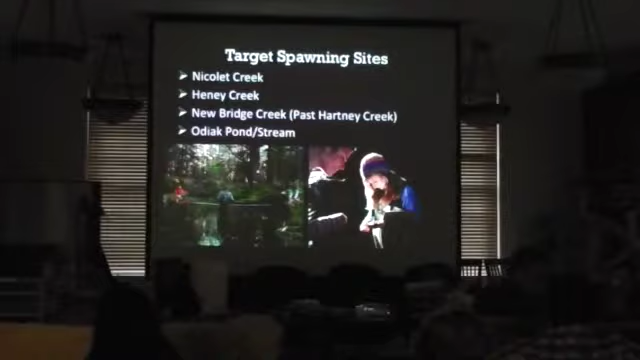 Target Spawning Sites
➢ Nicolet Creek
➢ Heney Creek
➢ New Bridge Creek (Past Hartney Creek)
➢ Odiak Pond/Stream